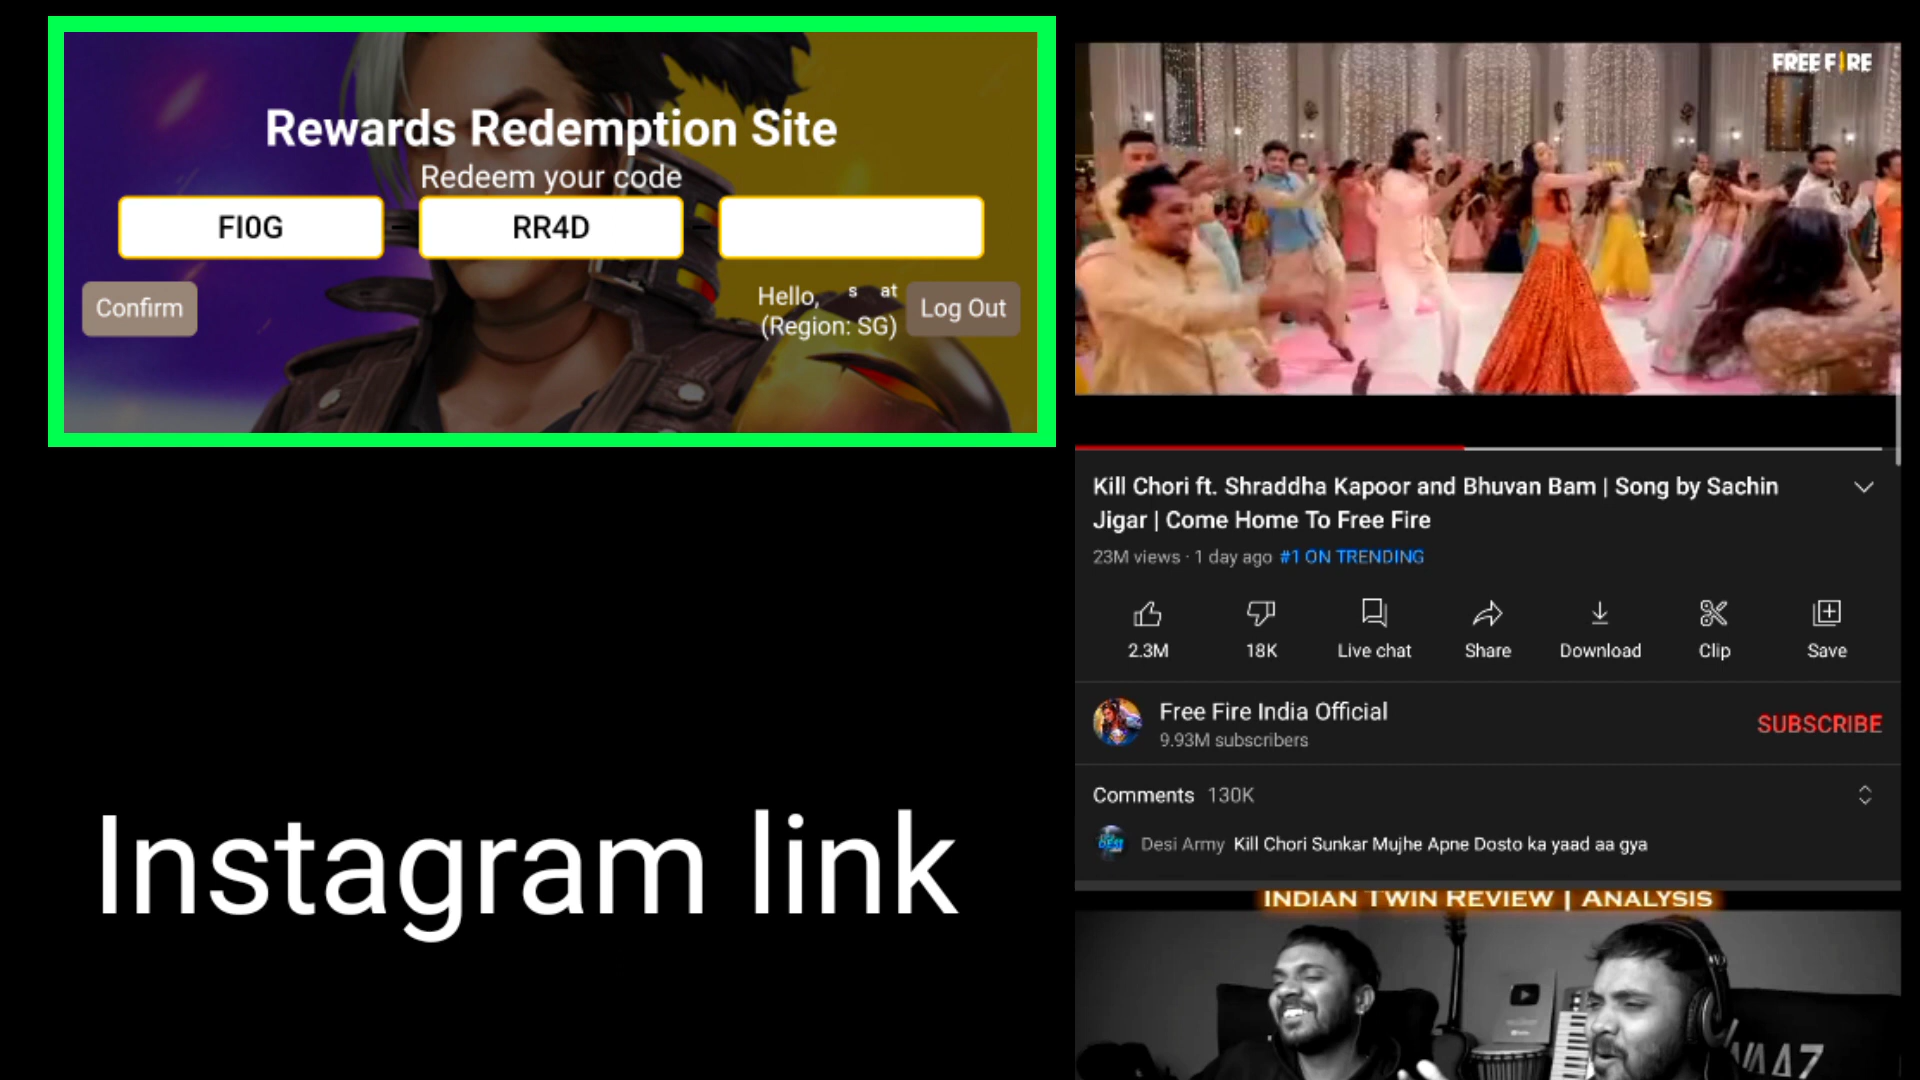 Rewards Redemption Site
Redeem your code
FI0G - RR4D -
Confirm
Hello, s at
(Region: SG)
Log Out
Instagram link
FREE FIRE
Kill Chori ft. Shraddha Kapoor and Bhuvan Bam | Song by Sachin
Jigar | Come Home To Free Fire
23M views · 1 day ago #1 ON TRENDING
2.3M 18K Live chat Share Download Clip Save
Free Fire India Official
9.93M subscribers
SUBSCRIBE
Comments 130K
Desi Army Kill Chori Sunkar Mujhe Apne Dosto ka yaad aa gya
INDIAN TWIN REVIEW | ANALYSIS